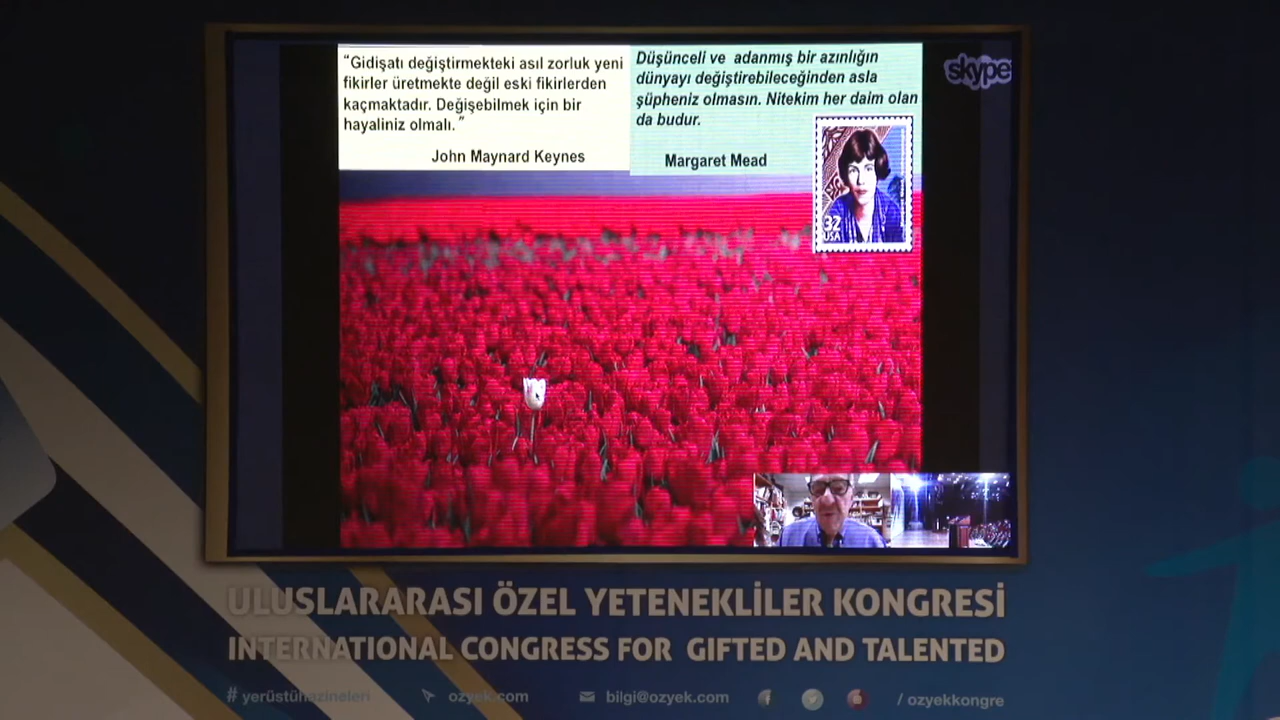 “Gidişatı değiştirmekteki asıl zorluk yeni
fikirler üretmekte değil eski fikirlerden
kaçmaktadır. Değişebilmek için bir
hayaliniz olmalı.”
John Maynard Keynes
Düşünceli ve adanmış bir azınlığın
dünyayı değiştirebileceğinden asla
şüpheniz olmasın. Nitekim her daim olan
da budur.
Margaret Mead
skype
32
USA
ULUSLARARASI ÖZEL YETENEKLİLER KONGRESİ
INTERNATIONAL CONGRESS FOR GIFTED AND TALENTED
# yerüstühazineleri
ozyek.com
bilgi@ozyek.com
/ ozyekkongre